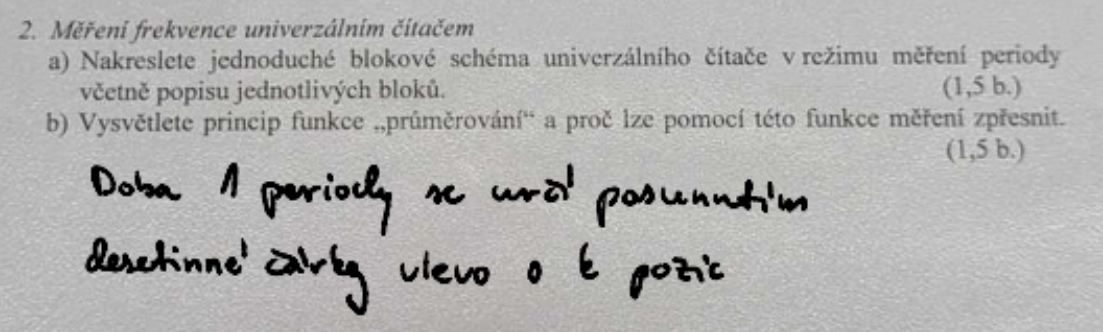 2. Měření frekvence univerzálním čítačem
a) Nakreslete jednoduché blokové schéma univerzálního čítače v režimu měření periody
včetně popisu jednotlivých bloků. (1,5 b.)
b) Vysvětlete princip funkce „průměrování“ a proč lze pomocí této funkce měření zpřesnit.
(1,5 b.)
Doba 1 periody se určí posunutím
desetinné čárky vlevo o k pozic